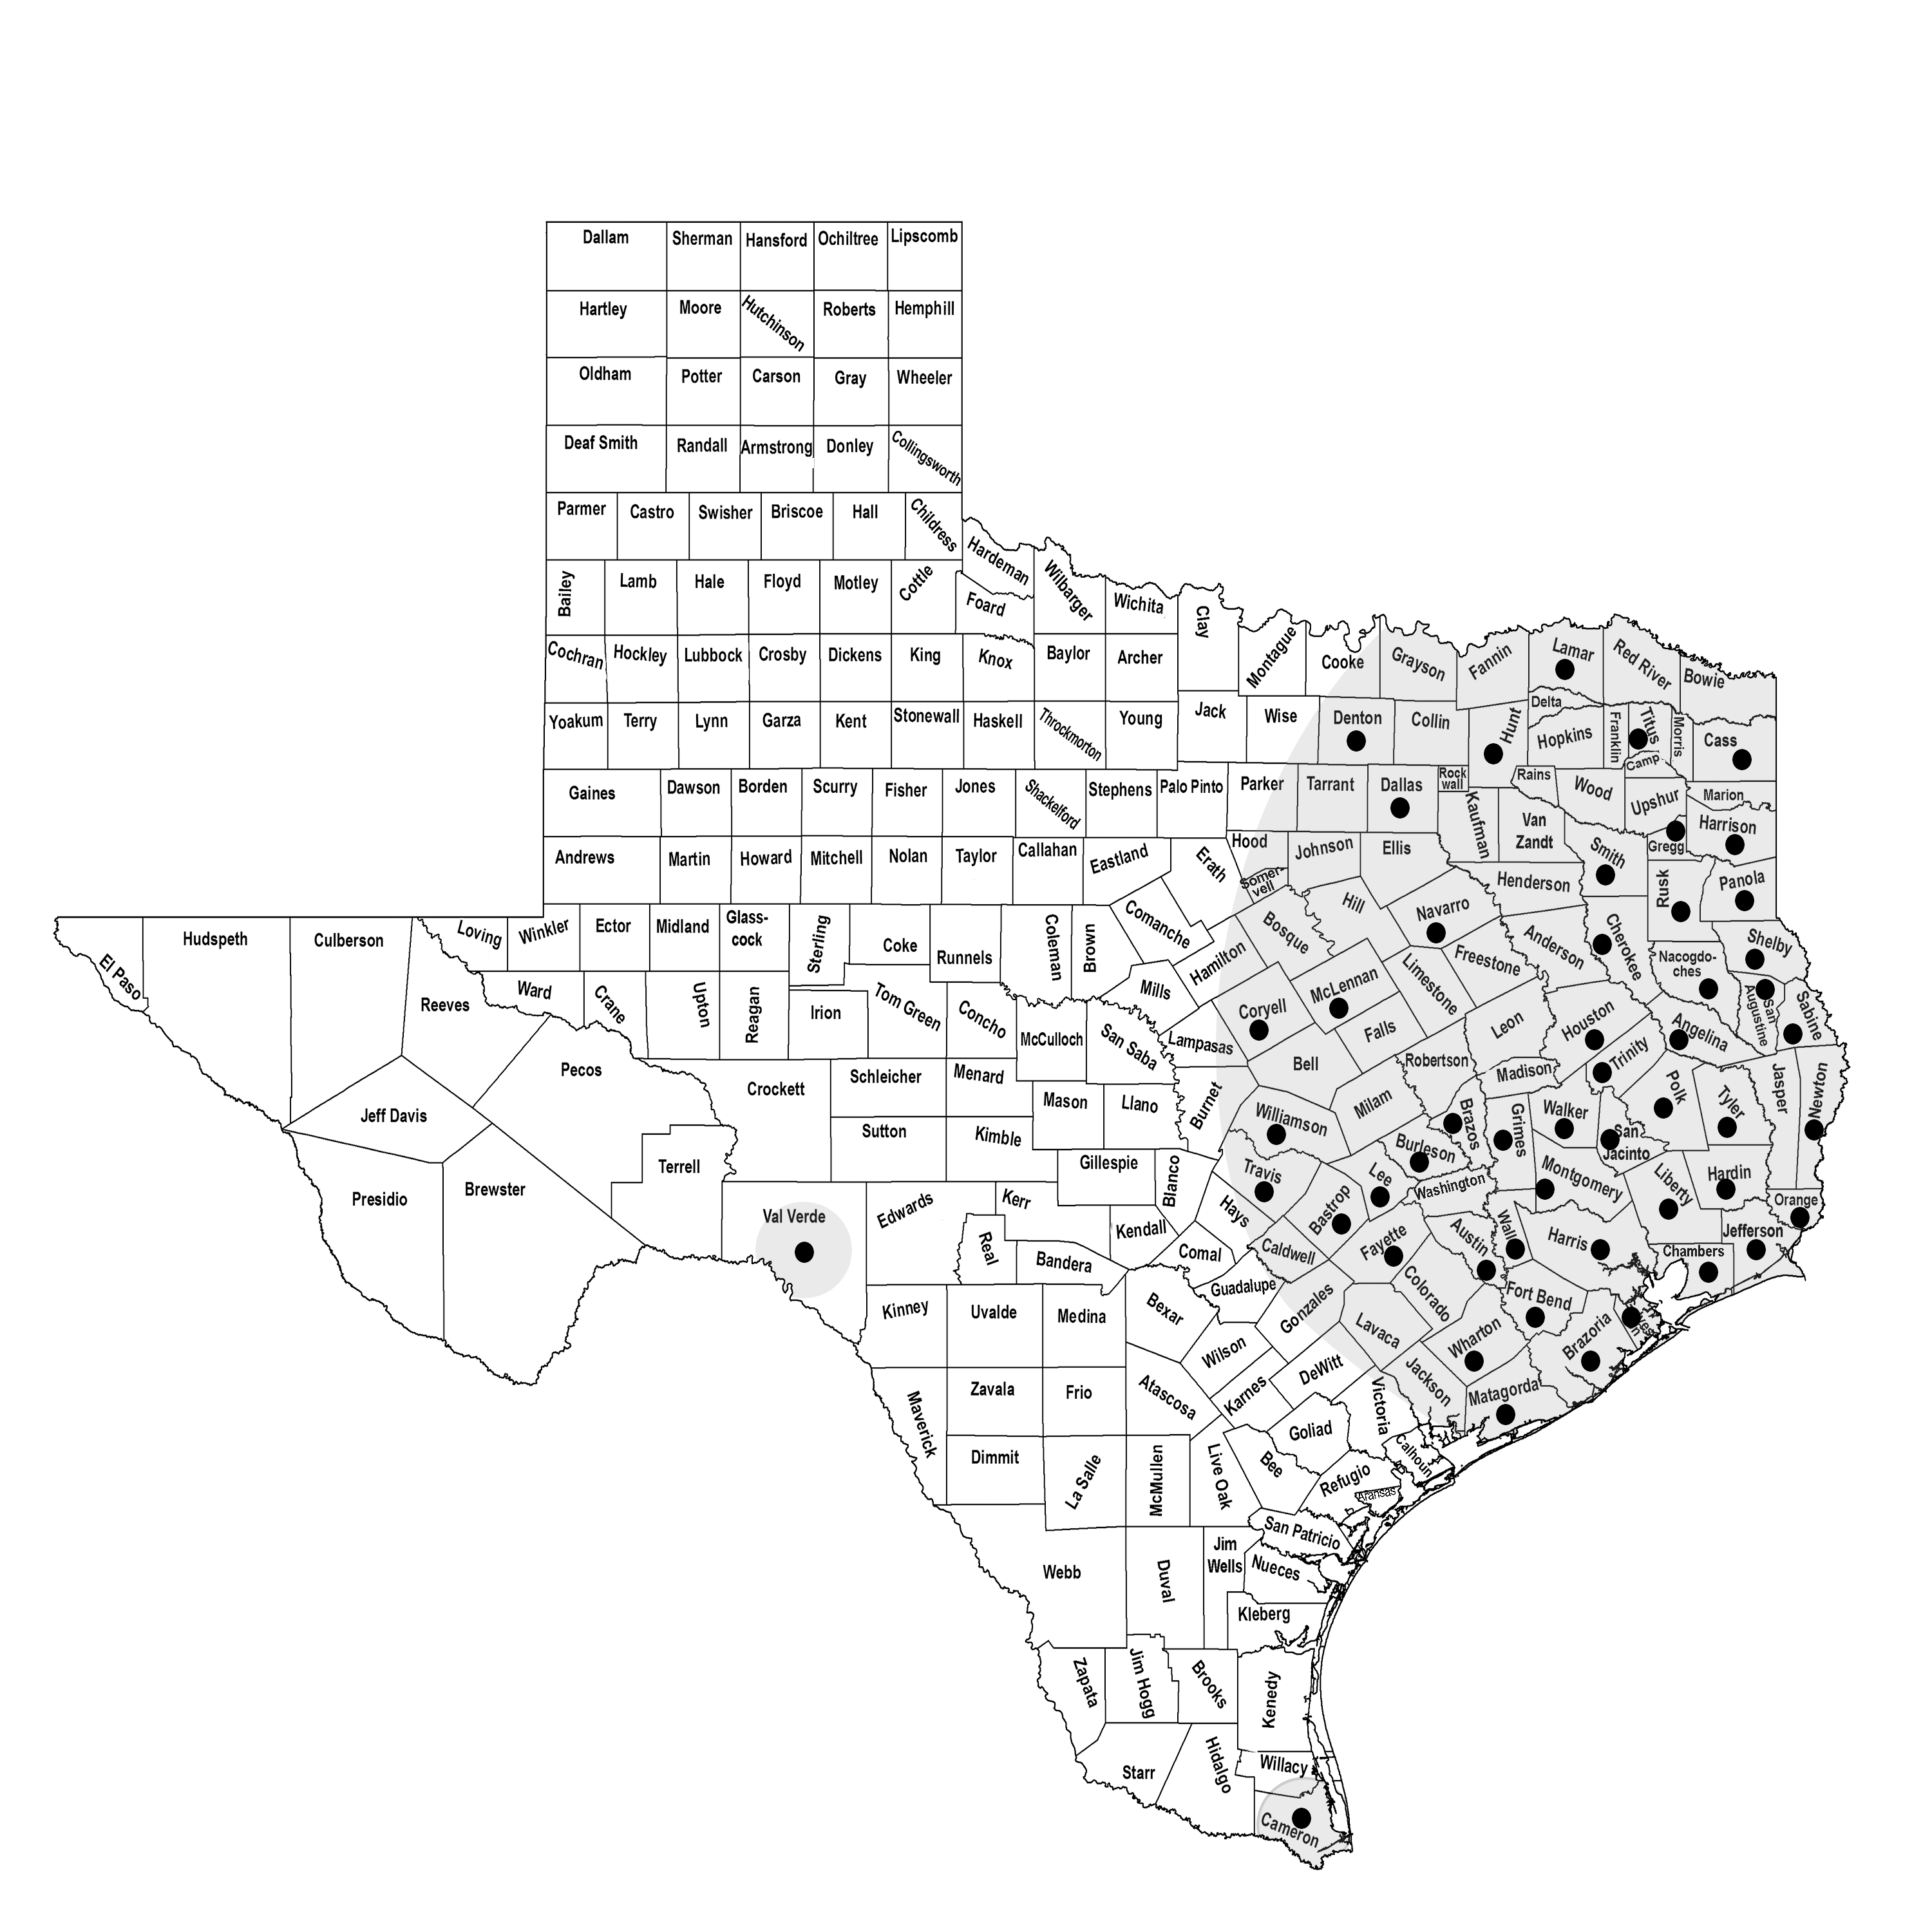 Dallam
Sherman
Hansford
Ochiltree
Lipscomb
Hartley
Moore
Hutchinson
Roberts
Hemphill
Oldham
Potter
Carson
Gray
Wheeler
Deaf Smith
Randall
Armstrong
Donley
Collingsworth
Parmer
Castro
Swisher
Briscoe
Hall
Childress
Hardeman
Bailey
Lamb
Hale
Floyd
Motley
Cottle
Foard
Wilbarger
Wichita
Clay
Montague
Cooke
Grayson
Fannin
Lamar
Red River
Bowie
Cochran
Hockley
Lubbock
Crosby
Dickens
King
Knox
Baylor
Archer
Yoakum
Terry
Lynn
Garza
Kent
Stonewall
Haskell
Throckmorton
Young
Jack
Wise
Denton
Collin
Hunt
Delta
Hopkins
Franklin
Titus
Morris
Camp
Cass
Gaines
Dawson
Borden
Scurry
Fisher
Jones
Shackelford
Stephens
Palo Pinto
Parker
Tarrant
Dallas
Rock
wall
Kaufman
Rains
Van
Zandt
Wood
Upshur
Marion
Harrison
Gregg
Andrews
Martin
Howard
Mitchell
Nolan
Taylor
Callahan
Eastland
Erath
Hood
Somer-
vell
Johnson
Ellis
Henderson
Smith
Rusk
Panola
El Paso
Hudspeth
Culberson
Reeves
Loving
Winkler
Ector
Midland
Glass-
cock
Sterling
Coke
Runnels
Coleman
Brown
Comanche
Hamilton
Bosque
Hill
Navarro
Freestone
Anderson
Cherokee
Nacogdo-
ches
Shelby
Ward
Crane
Upton
Reagan
Irion
Tom Green
Concho
McCulloch
San Saba
Mills
Lampasas
Coryell
McLennan
Limestone
Falls
Bell
Leon
Houston
Trinity
Angelina
San
Augustine
Sabine
Jeff Davis
Pecos
Crockett
Schleicher
Menard
Mason
Llano
Burnet
Williamson
Milam
Robertson
Madison
Brazos
Grimes
Walker
San
Jacinto
Polk
Tyler
Jasper
Newton
Presidio
Brewster
Terrell
Sutton
Kimble
Gillespie
Blanco
Travis
Lee
Burleson
Washington
Montgomery
Liberty
Hardin
Orange
Jefferson
Val Verde
Edwards
Kerr
Real
Bandera
Kendall
Comal
Hays
Caldwell
Bastrop
Fayette
Austin
Harris
Chambers
Kinney
Uvalde
Medina
Bexar
Guadalupe
Gonzales
Lavaca
Colorado
Fort Bend
Wharton
Brazoria
Maverick
Zavala
Frio
Atascosa
Wilson
Karnes
DeWitt
Victoria
Jackson
Matagorda
Dimmit
La Salle
McMullen
Live Oak
Bee
Goliad
Refugio
Calhoun
Aransas
San Patricio
Webb
Duval
Jim
Wells
Nueces
Kleberg
Zapata
Jim Hogg
Brooks
Kenedy
Starr
Hidalgo
Willacy
Cameron